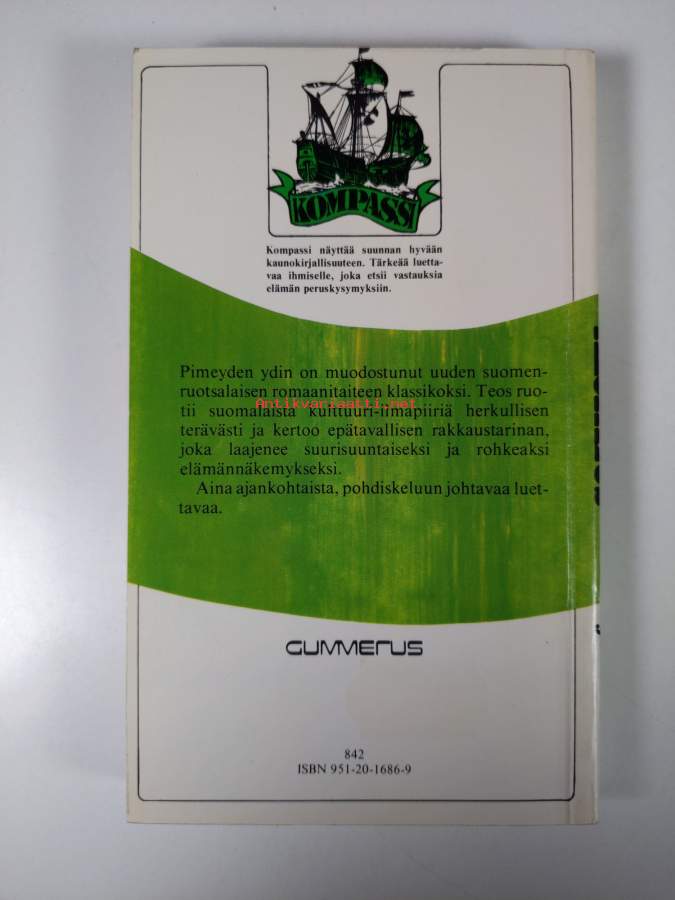 KOMPASSI
Kompassi näyttää suunnan hyvään
kaunokirjallisuuteen. Tärkeää luetta-
vaa ihmiselle, joka etsii vastauksia
elämän peruskysymyksiin.
Pimeyden ydin on muodostunut uuden suomen-
ruotsalaisen romaanitaiteen klassikoksi. Teos ruo-
Antikvariaatti.net
tii suomalaista kulttuuri-ilmapiiriä herkullisen
terävästi ja kertoo epätavallisen rakkaustarinan,
joka laajenee suurisuuntaiseksi ja rohkeaksi
elämännäkemykseksi.
Aina ajankohtaista, pohdiskeluun johtavaa luet-
tavaa.
GUMMERUS
842
ISBN 951-20-1686-9